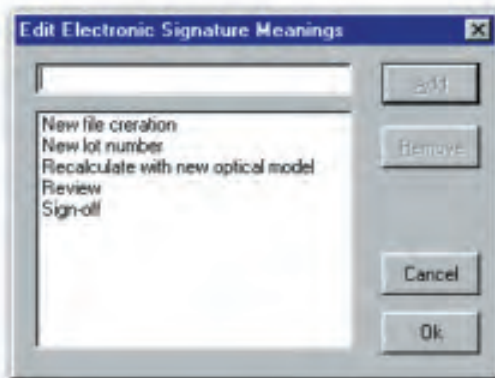 Edit Electronic Signature Meanings
Add
New file creration
New lot number
Recalculate with new optical model
Review
Sign-off
Remove
Cancel
Ok